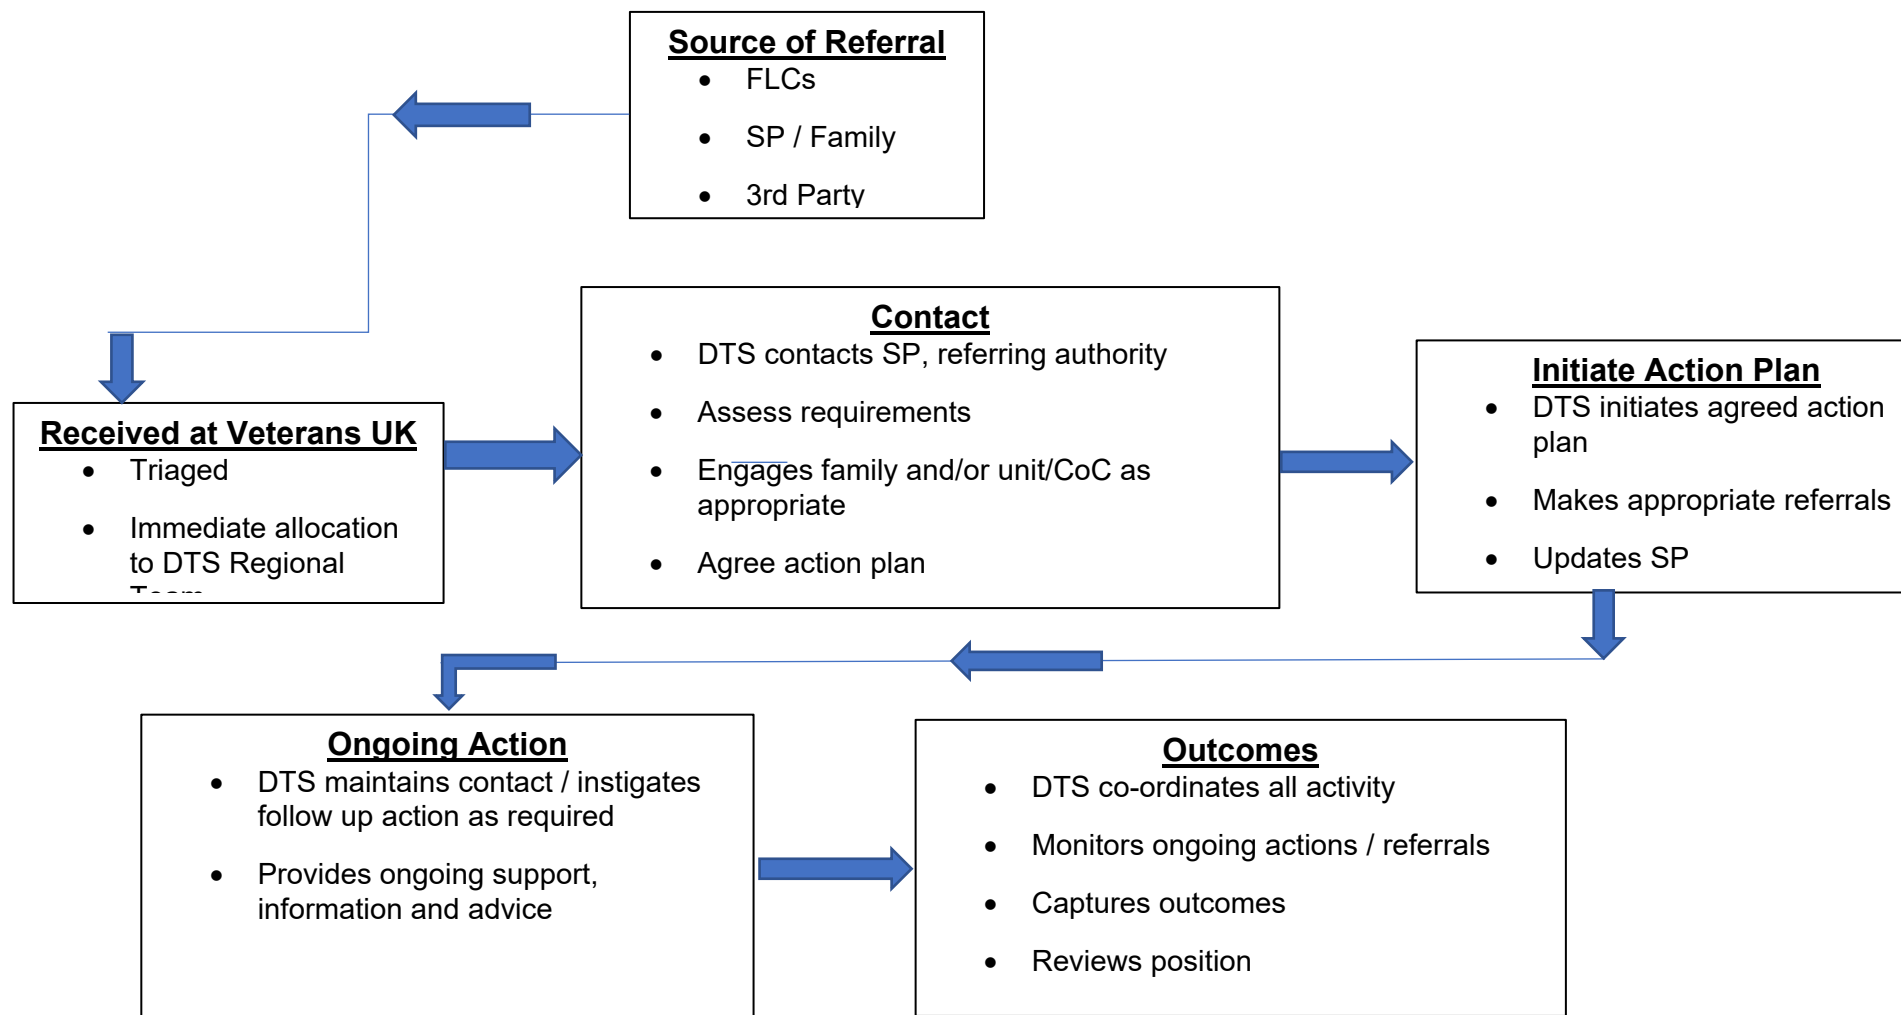 Source of Referral
• FLCs
• SP / Family
• 3rd Party
Received at Veterans UK
• Triaged
• Immediate allocation
to DTS Regional
Contact
• DTS contacts SP, referring authority
• Assess requirements
• Engages family and/or unit/CoC as
appropriate
• Agree action plan
Initiate Action Plan
• DTS initiates agreed action
plan
• Makes appropriate referrals
• Updates SP
Ongoing Action
• DTS maintains contact / instigates
follow up action as required
• Provides ongoing support,
information and advice
Outcomes
• DTS co-ordinates all activity
• Monitors ongoing actions / referrals
• Captures outcomes
• Reviews position